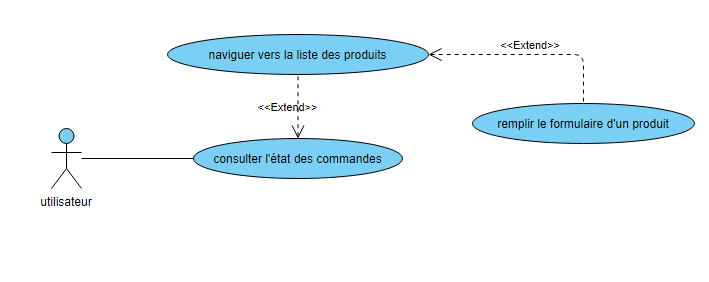 <<Extend>>
naviguer vers la liste des produits
<<Extend>>
remplir le formulaire d'un produit
consulter l'état des commandes
utilisateur